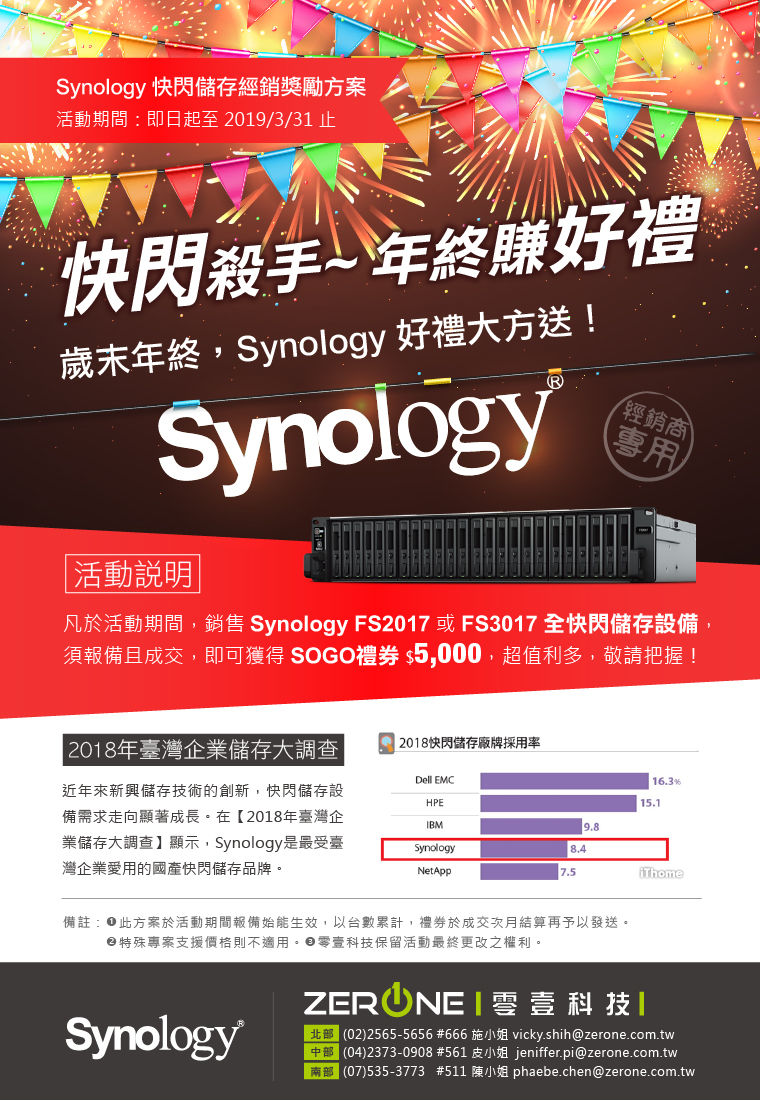 Synology 快閃儲存經銷獎勵方案
活動期間：即日起至 2019/3/31 止
快閃殺手~年終賺好禮
歲末年終，Synology 好禮大方送！
Synology®
經銷商
專用
活動説明
凡於活動期間，銷售 Synology FS2017 或 FS3017 全快閃儲存設備，
須報備且成交，即可獲得 SOGO禮券 $5,000，超值利多，敬請把握！
2018年臺灣企業儲存大調查
近年來新興儲存技術的創新，快閃儲存設
備需求走向顯著成長。在【2018年臺灣企
業儲存大調查】顯示，Synology是最受臺
灣企業愛用的國產快閃儲存品牌。
2018快閃儲存廠牌採用率
Dell EMC 16.3%
HPE 15.1
IBM 9.8
Synology 8.4
NetApp 7.5
iThome
備註：❶此方案於活動期間報備始能生效，以台數累計，禮券於成交次月結算再予以發送。
❷特殊專案支援價格則不適用。❸零壹科技保留活動最終更改之權利。
Synology®
ZERONE 零壹科技
北部 (02)2565-5656 #666 施小姐 vicky.shih@zerone.com.tw
中部 (04)2373-0908 #561 皮小姐 jeniffer.pi@zerone.com.tw
南部 (07)535-3773 #511 陳小姐 phaebe.chen@zerone.com.tw